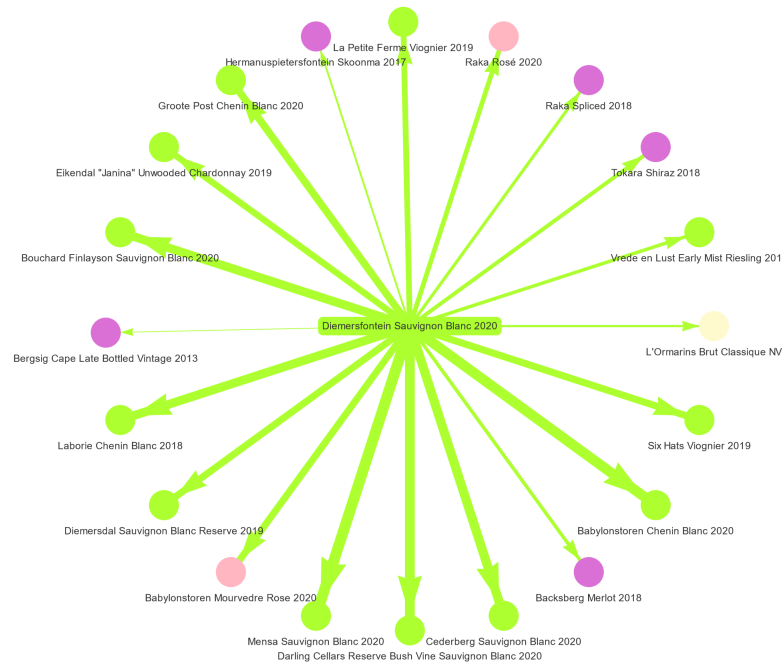 La Petite Ferme Viognier 2019
Hermanuspietersfontein Skoonma 2017
Raka Rosé 2020
Groote Post Chenin Blanc 2020
Raka Spliced 2018
Eikendal "Janina" Unwooded Chardonnay 2019
Tokara Shiraz 2018
Bouchard Finlayson Sauvignon Blanc 2020
Vrede en Lust Early Mist Riesling 201
Diemersfontein Sauvignon Blanc 2020
Bergsig Cape Late Bottled Vintage 2013
L'Ormarins Brut Classique NV
Laborie Chenin Blanc 2018
Six Hats Viognier 2019
Diemersdal Sauvignon Blanc Reserve 2019
Babylonstoren Chenin Blanc 2020
Babylonstoren Mourvedre Rose 2020
Backsberg Merlot 2018
Mensa Sauvignon Blanc 2020
Cederberg Sauvignon Blanc 2020
Darling Cellars Reserve Bush Vine Sauvignon Blanc 2020